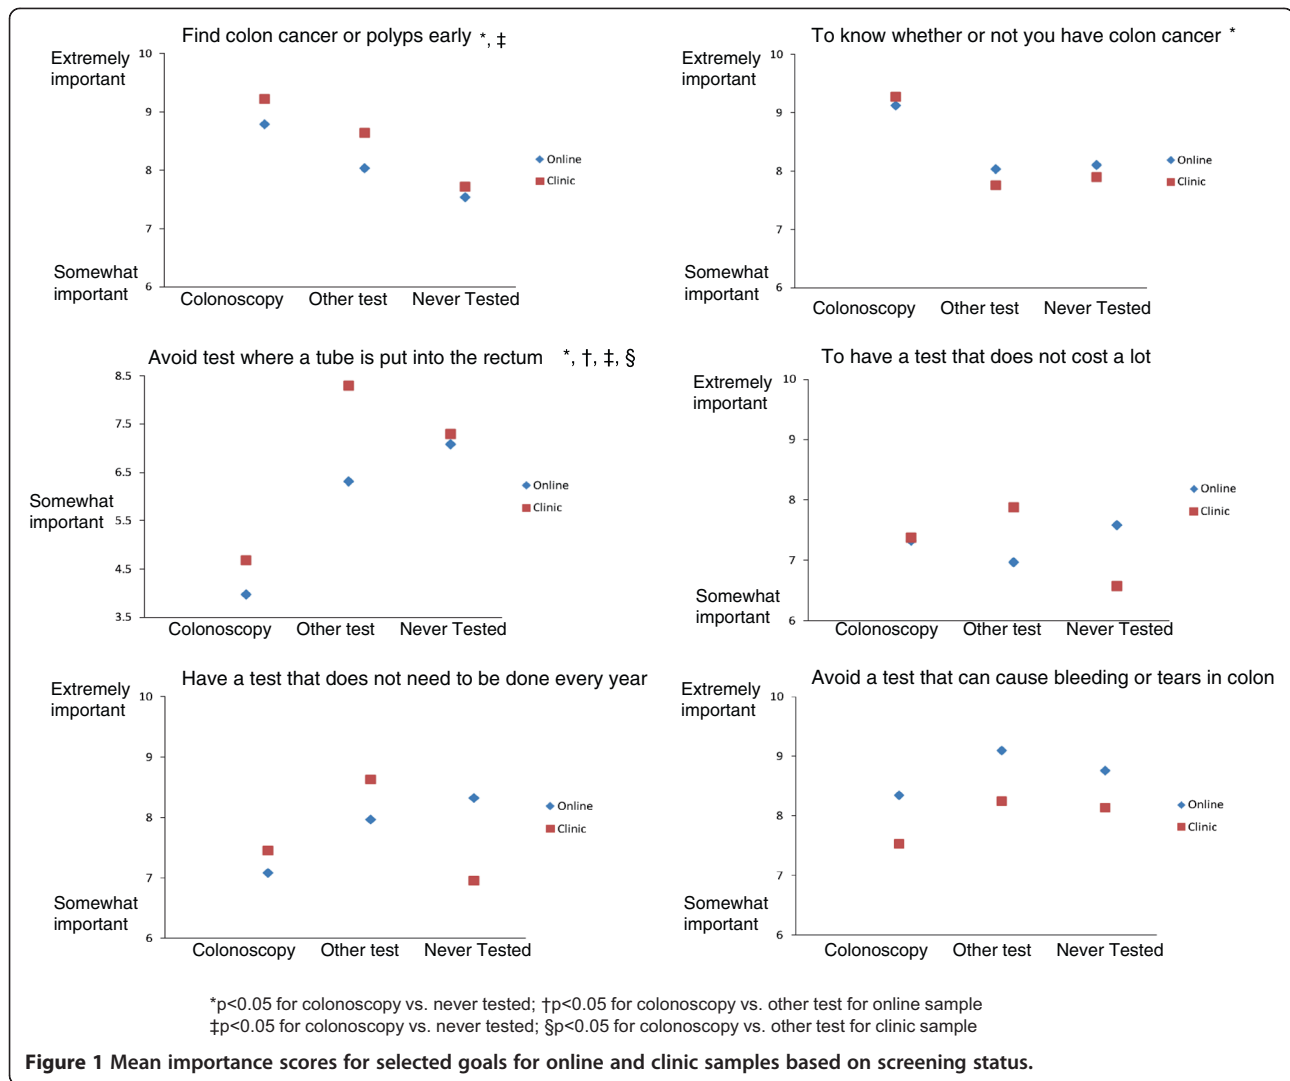 Find colon cancer or polyps early *, ‡
Extremely
important
10
9
8
7
6
Somewhat
important
Colonoscopy Other test Never Tested
Online
Clinic
To know whether or not you have colon cancer *
Extremely
important
10
9
8
7
6
Somewhat
important
Colonoscopy Other test Never Tested
Online
Clinic
Avoid test where a tube is put into the rectum *, †, ‡, §
8.5
7.5
6.5
5.5
4.5
3.5
Somewhat
important
Colonoscopy Other test Never Tested
Online
Clinic
To have a test that does not cost a lot
Extremely
important
10
9
8
7
6
Somewhat
important
Colonoscopy Other test Never Tested
Online
Clinic
Have a test that does not need to be done every year
Extremely
important
10
9
8
7
6
Somewhat
important
Colonoscopy Other test Never Tested
Online
Clinic
Avoid a test that can cause bleeding or tears in colon
Extremely
important
10
9
8
7
6
Somewhat
important
Colonoscopy Other test Never Tested
Online
Clinic
*p<0.05 for colonoscopy vs. never tested; †p<0.05 for colonoscopy vs. other test for online sample
‡p<0.05 for colonoscopy vs. never tested; §p<0.05 for colonoscopy vs. other test for clinic sample
Figure 1 Mean importance scores for selected goals for online and clinic samples based on screening status.